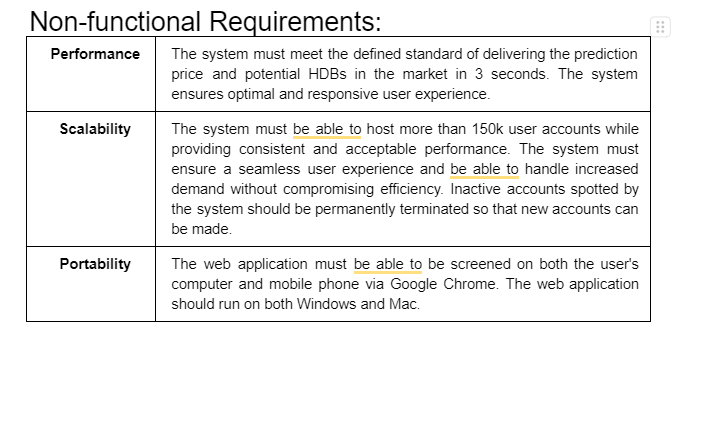 Non-functional Requirements:
Performance
The system must meet the defined standard of delivering the prediction
price and potential HDBs in the market in 3 seconds. The system
ensures optimal and responsive user experience.
Scalability
The system must be able to host more than 150k user accounts while
providing consistent and acceptable performance. The system must
ensure a seamless user experience and be able to handle increased
demand without compromising efficiency. Inactive accounts spotted by
the system should be permanently terminated so that new accounts can
be made.
Portability
The web application must be able to be screened on both the user's
computer and mobile phone via Google Chrome. The web application
should run on both Windows and Mac.